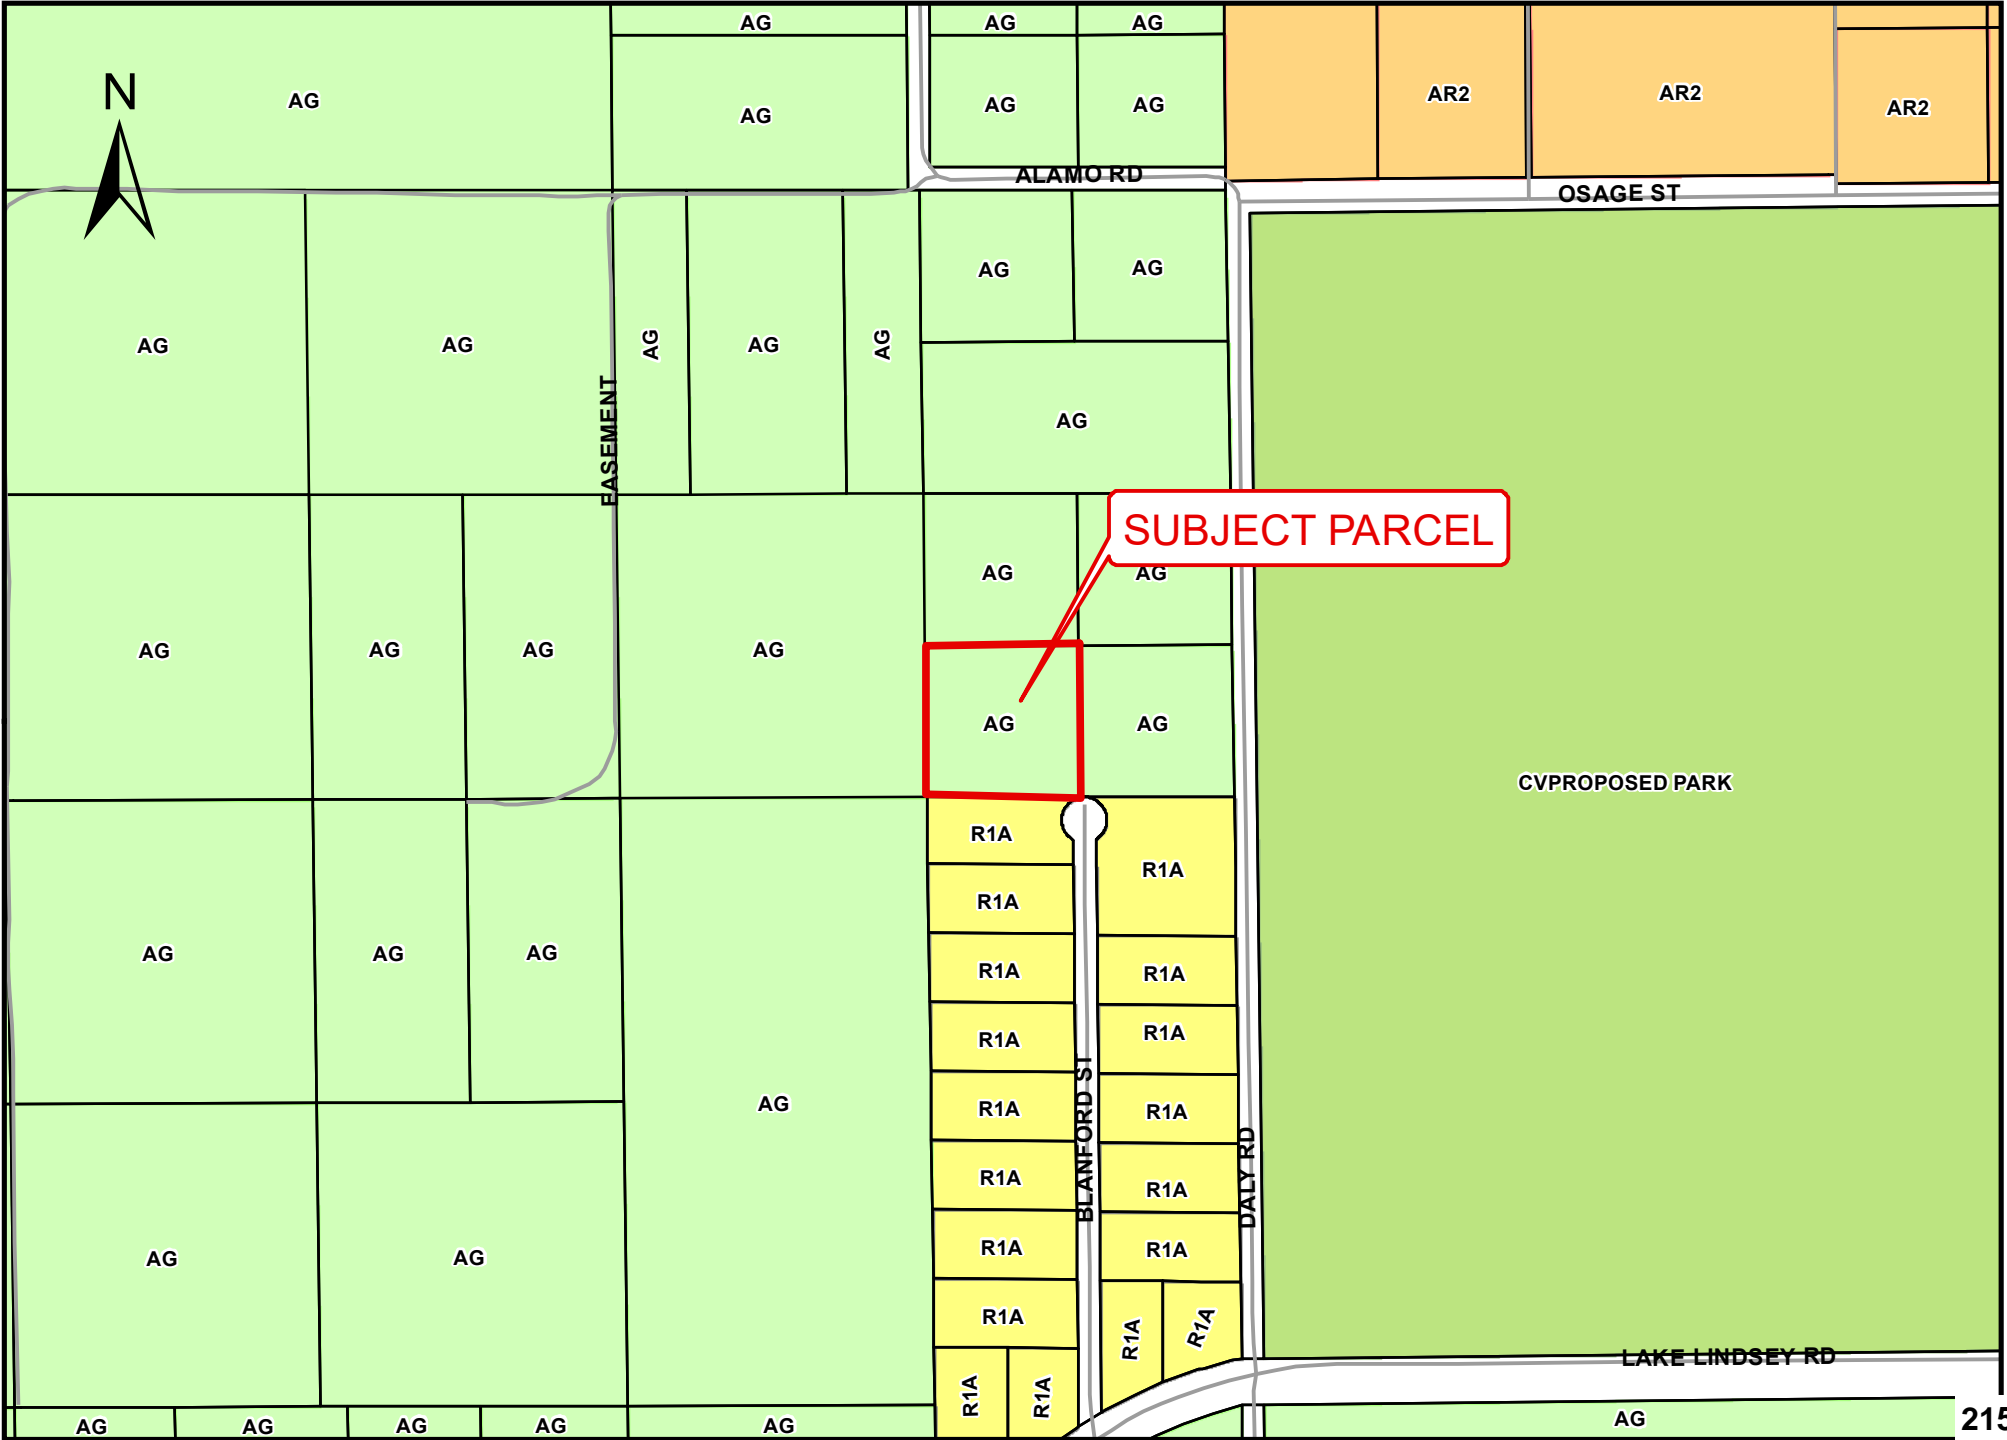 AG AG AG
N AG AG AG AG AR2 AR2 AR2
ALAMO RD
OSAGE ST
AG AG
AG AG AG AG AG
EASEMENT
AG
SUBJECT PARCEL
AG AG
AG AG AG AG
AG AG
CVPROPOSED PARK
R1A
R1A
R1A
AG AG AG
R1A R1A
R1A R1A
BLANFORD ST
AG
R1A R1A
DALY RD
R1A R1A
R1A R1A
AG AG
R1A R1A R1A
LAKE LINDSEY RD
R1A R1A
AG AG AG AG AG AG
215